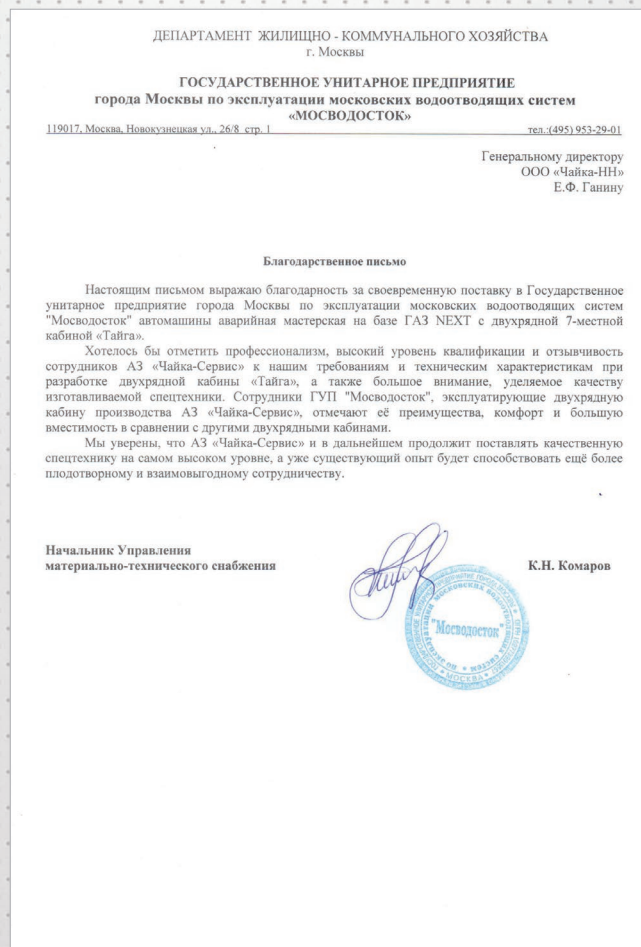 ДЕПАРТАМЕНТ ЖИЛИЩНО - КОММУНАЛЬНОГО ХОЗЯЙСТВА
г. Москвы
ГОСУДАРСТВЕННОЕ УНИТАРНОЕ ПРЕДПРИЯТИЕ
города Москвы по эксплуатации московских водоотводящих систем
«МОСВОДОСТОК»
119017, Москва, Новокузнецкая ул., 26/8 стр. 1 тел.:(495) 953-29-01
Генеральному директору
ООО «Чайка-НН»
Е.Ф. Ганину
Благодарственное письмо
Настоящим письмом выражаю благодарность за своевременную поставку в Государственное
унитарное предприятие города Москвы по эксплуатации московских водоотводящих систем
"Мосводосток" автомашины аварийная мастерская на базе ГАЗ NEXT с двухрядной 7-местной
кабиной «Тайга».
Хотелось бы отметить профессионализм, высокий уровень квалификации и отзывчивость
сотрудников АЗ «Чайка-Сервис» к нашим требованиям и техническим характеристикам при
разработке двухрядной кабины «Тайга», а также большое внимание, уделяемое качеству
изготавливаемой спецтехники. Сотрудники ГУП "Мосводосток", эксплуатирующие двухрядную
кабину производства АЗ «Чайка-Сервис», отмечают её преимущества, комфорт и большую
вместимость в сравнении с другими двухрядными кабинами.
Мы уверены, что АЗ «Чайка-Сервис» и в дальнейшем продолжит поставлять качественную
спецтехнику на самом высоком уровне, а уже существующий опыт будет способствовать ещё более
плодотворному и взаимовыгодному сотрудничеству.
Начальник Управления
материально-технического снабжения К.Н. Комаров
"Мосводосток"
по эксплуатации московских водоотводящих систем
МОСКВА